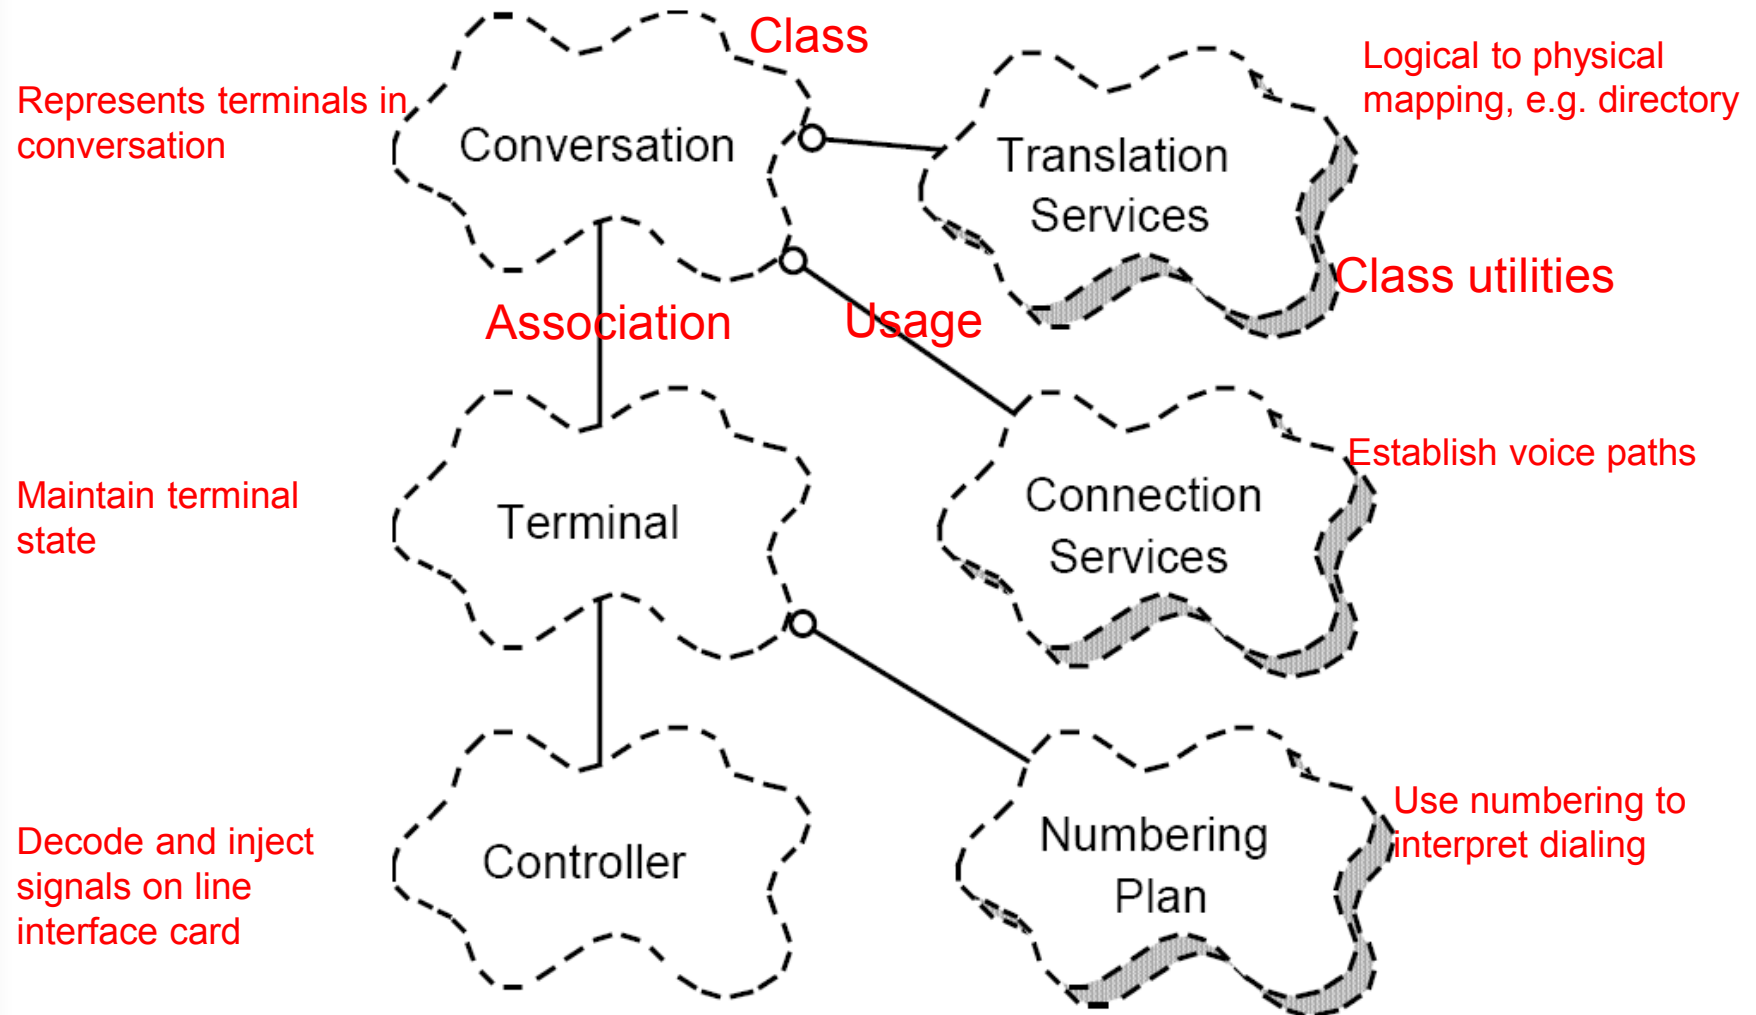 Class
Represents terminals in
conversation
Conversation
Translation
Services
Logical to physical
mapping, e.g. directory
Class utilities
Association
Usage
Maintain terminal
state
Terminal
Connection
Services
Establish voice paths
Decode and inject
signals on line
interface card
Controller
Numbering
Plan
Use numbering to
interpret dialing